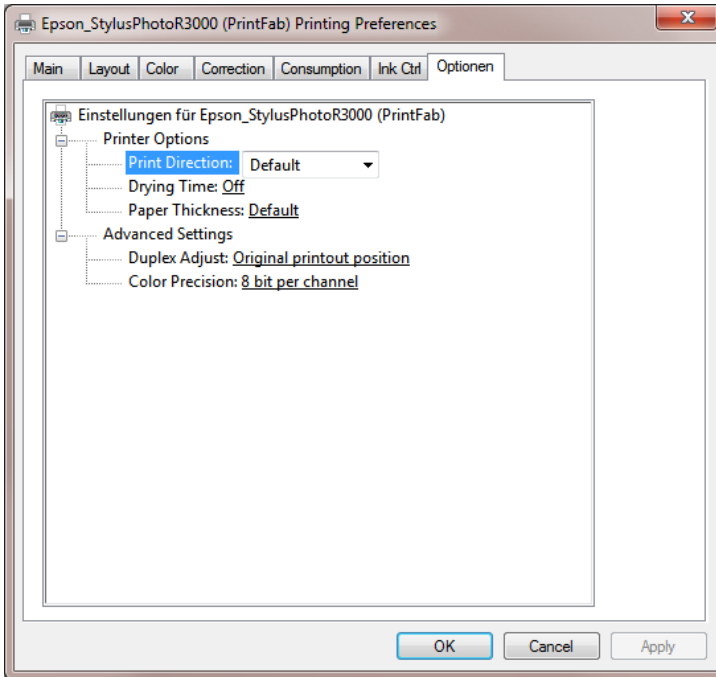 Epson_StylusPhotoR3000 (PrintFab) Printing Preferences
Main Layout Color Correction Consumption Ink Ctrl Optionen
Einstellungen für Epson_StylusPhotoR3000 (PrintFab)
Printer Options
Print Direction: Default
Drying Time: Off
Paper Thickness: Default
Advanced Settings
Duplex Adjust: Original printout position
Color Precision: 8 bit per channel
OK Cancel Apply